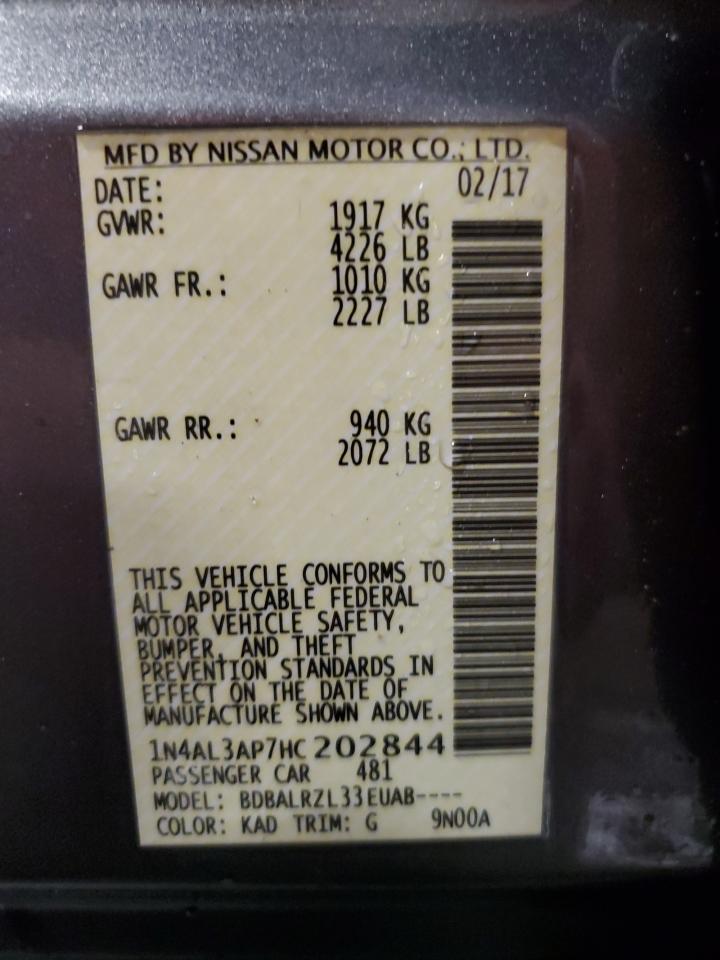 MFD BY NISSAN MOTOR CO., LTD.
DATE: 02/17
GVWR: 1917 KG
4226 LB
GAWR FR.: 1010 KG
2227 LB
GAWR RR.: 940 KG
2072 LB
THIS VEHICLE CONFORMS TO
ALL APPLICABLE FEDERAL
MOTOR VEHICLE SAFETY,
BUMPER, AND THEFT
PREVENTION STANDARDS IN
EFFECT ON THE DATE OF
MANUFACTURE SHOWN ABOVE.
1N4AL3AP7HC202844
PASSENGER CAR 481
MODEL: BDBALRZL33EUAB----
COLOR: KAD TRIM: G 9N00A